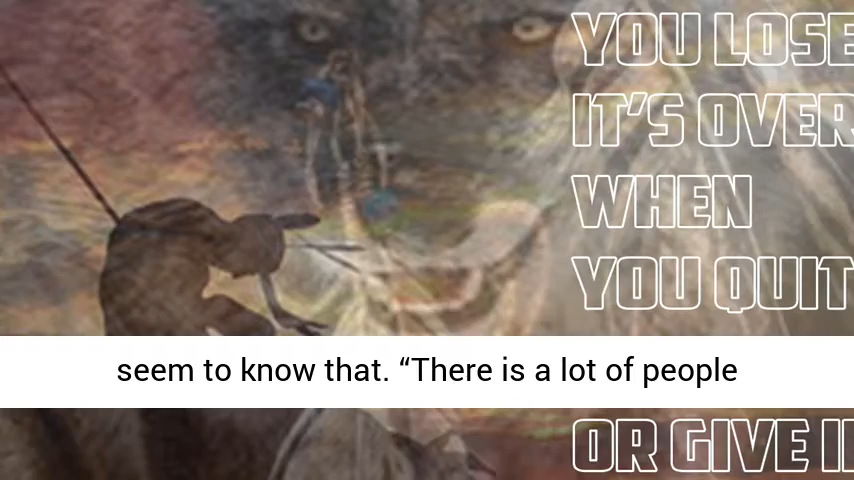 YOU LOSE
IT'S OVER
WHEN
YOU QUIT
seem to know that. “There is a lot of people
OR GIVE